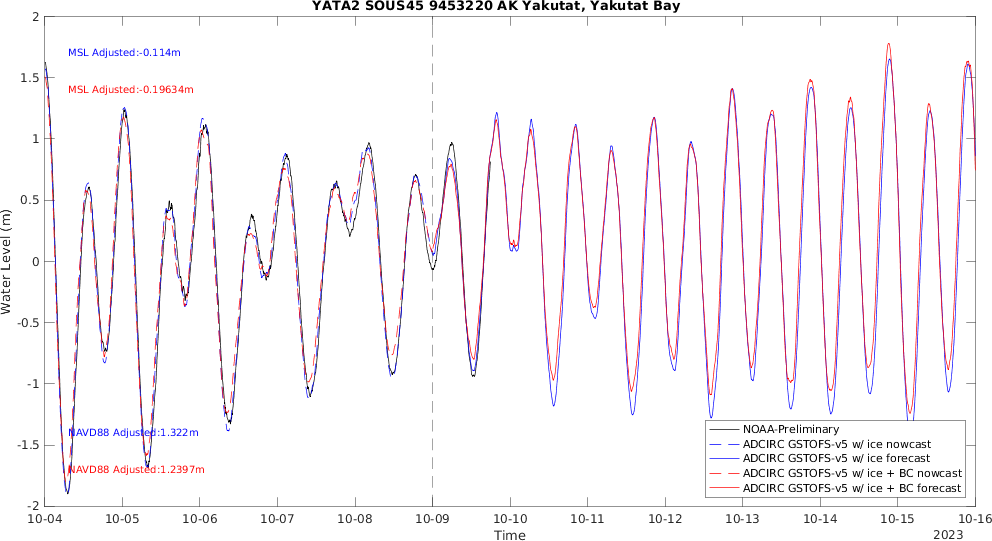 YATA2 SOUS45 9453220 AK Yakutat, Yakutat Bay
2
1.5
1
0.5
0
-0.5
-1
-1.5
-2
Water Level (m)
MSL Adjusted:-0.114m
MSL Adjusted:-0.19634m
NAVD88 Adjusted:1.322m
NAVD88 Adjusted:1.2397m
NOAA-Preliminary
ADCIRC GSTOFS-v5 w/ ice nowcast
ADCIRC GSTOFS-v5 w/ ice forecast
ADCIRC GSTOFS-v5 w/ ice + BC nowcast
ADCIRC GSTOFS-v5 w/ ice + BC forecast
10-04 10-05 10-06 10-07 10-08 10-09 10-10 10-11 10-12 10-13 10-14 10-15 10-16
Time
2023